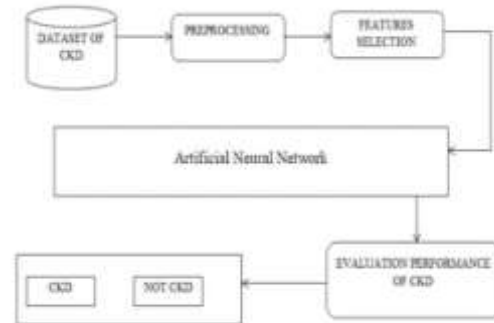 DATASET OF
CKD
PREPROCESSING
FEATURES
SELECTION
Artificial Neural Network
EVALUATION PERFORMANCE
OF CKD
CKD
NOT CKD